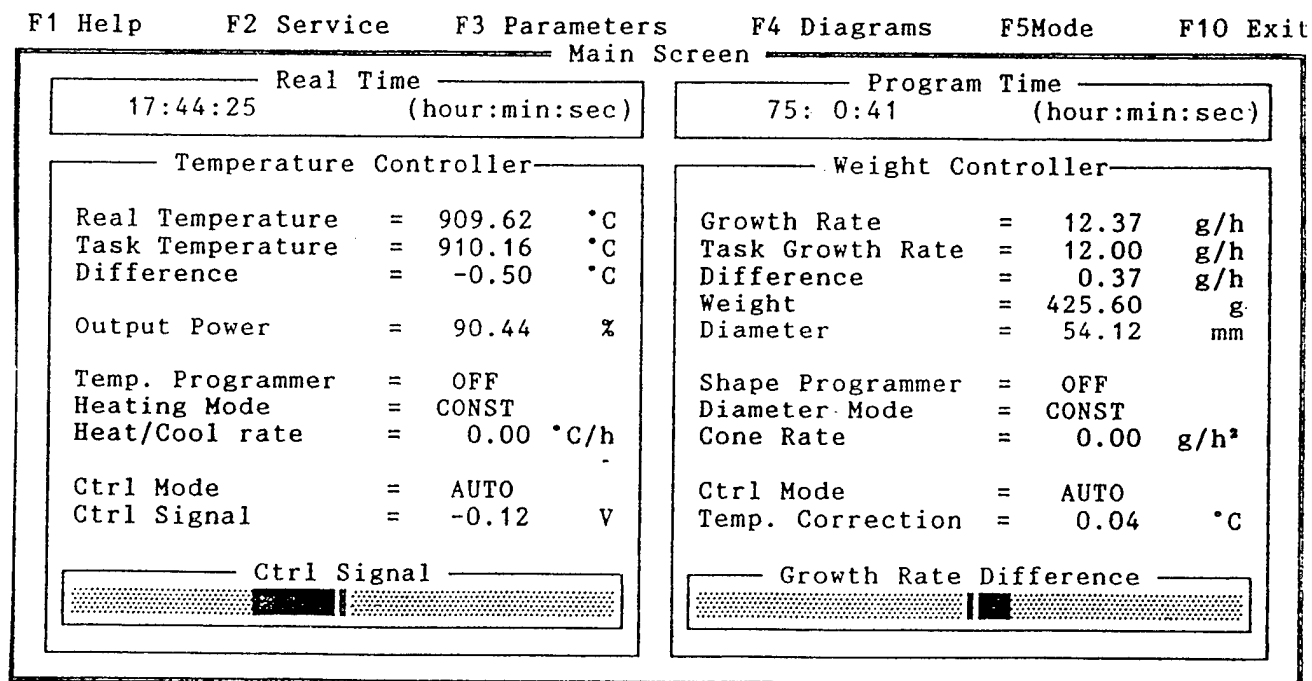 F1 Help F2 Service F3 Parameters F4 Diagrams F5Mode F10 Exit
Main Screen
Real Time
17:44:25 (hour:min:sec)
Program Time
75: 0:41 (hour:min:sec)
Temperature Controller
Real Temperature = 909.62 °C
Task Temperature = 910.16 °C
Difference = -0.50 °C
Output Power = 90.44 %
Temp. Programmer = OFF
Heating Mode = CONST
Heat/Cool rate = 0.00 °C/h
Ctrl Mode = AUTO
Ctrl Signal = -0.12 V
Ctrl Signal
Weight Controller
Growth Rate = 12.37 g/h
Task Growth Rate = 12.00 g/h
Difference = 0.37 g/h
Weight = 425.60 g
Diameter = 54.12 mm
Shape Programmer = OFF
Diameter Mode = CONST
Cone Rate = 0.00 g/h²
Ctrl Mode = AUTO
Temp. Correction = 0.04 °C
Growth Rate Difference